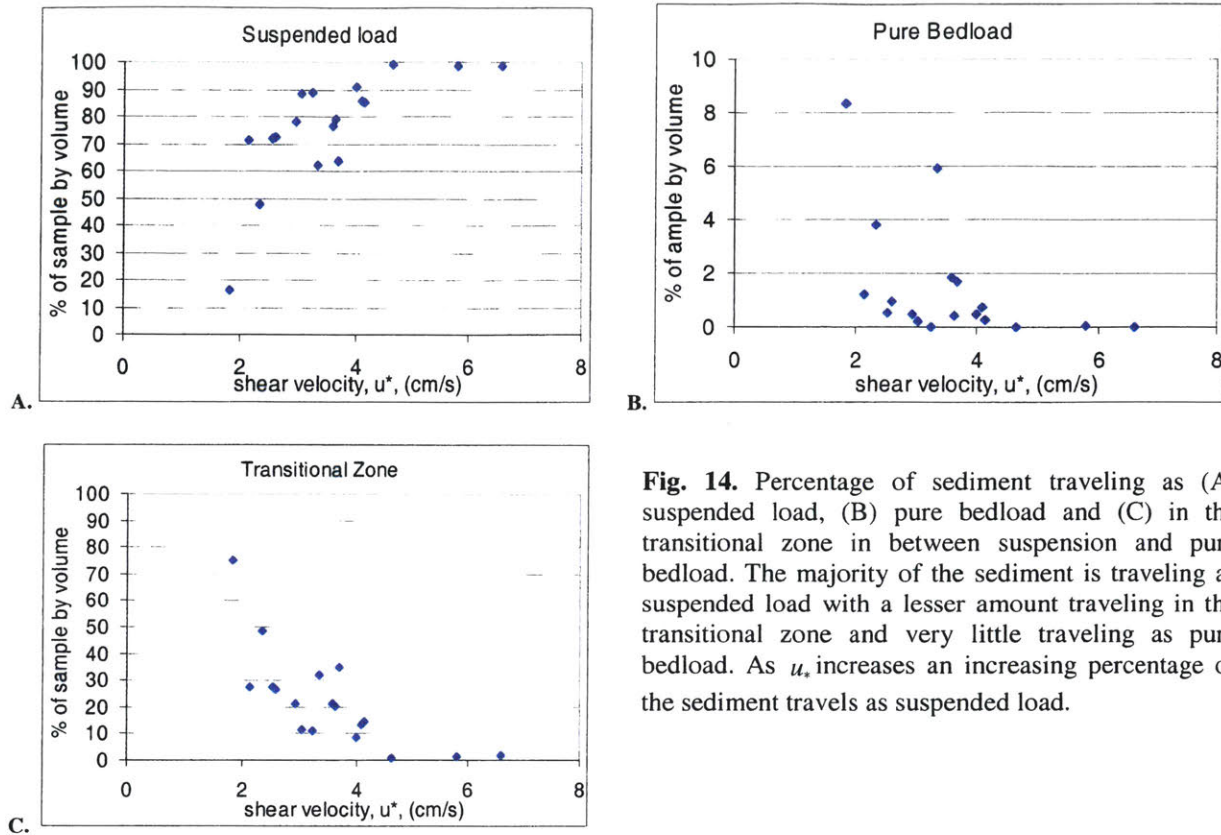 Suspended load
% of sample by volume
100
90
80
70
60
50
40
30
20
10
0
0 2 4 6 8
shear velocity, u*, (cm/s)
A.
Pure Bedload
% of ample by volume
10
8
6
4
2
0
0 2 4 6 8
shear velocity, u*, (cm/s)
B.
Transitional Zone
% of sample by volume
100
90
80
70
60
50
40
30
20
10
0
0 2 4 6 8
shear velocity, u*, (cm/s)
C.
Fig. 14. Percentage of sediment traveling as (A
suspended load, (B) pure bedload and (C) in th
transitional zone in between suspension and pur
bedload. The majority of the sediment is traveling a
suspended load with a lesser amount traveling in th
transitional zone and very little traveling as pur
bedload. As u* increases an increasing percentage o
the sediment travels as suspended load.